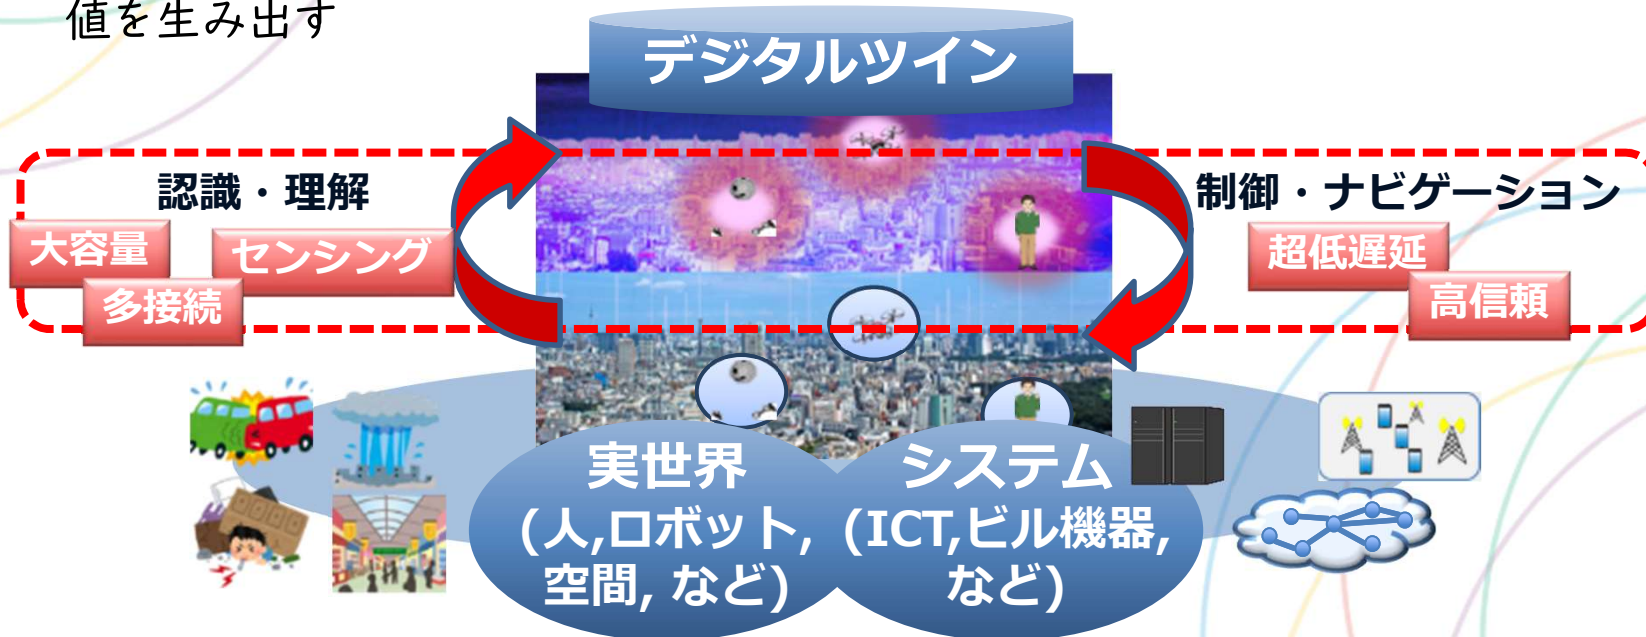 値を生み出す
デジタルツイン
認識・理解
大容量
センシング
多接続
制御・ナビゲーション
超低遅延
高信頼
実世界
(人,ロボット,
空間, など)
システム
(ICT,ビル機器,
など)